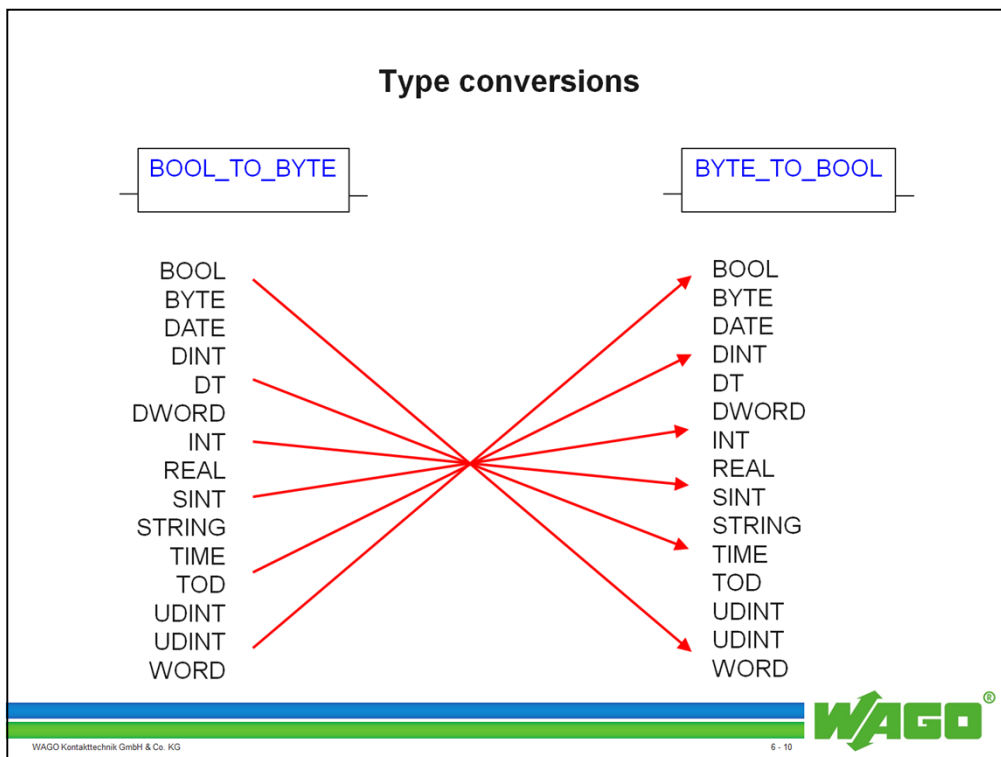 Type conversions
BOOL_TO_BYTE
BYTE_TO_BOOL
BOOL
BYTE
DATE
DINT
DT
DWORD
INT
REAL
SINT
STRING
TIME
TOD
UDINT
UDINT
WORD
BOOL
BYTE
DATE
DINT
DT
DWORD
INT
REAL
SINT
STRING
TIME
TOD
UDINT
UDINT
WORD
WAGO®
WAGO Kontakttechnik GmbH & Co. KG
6 - 10